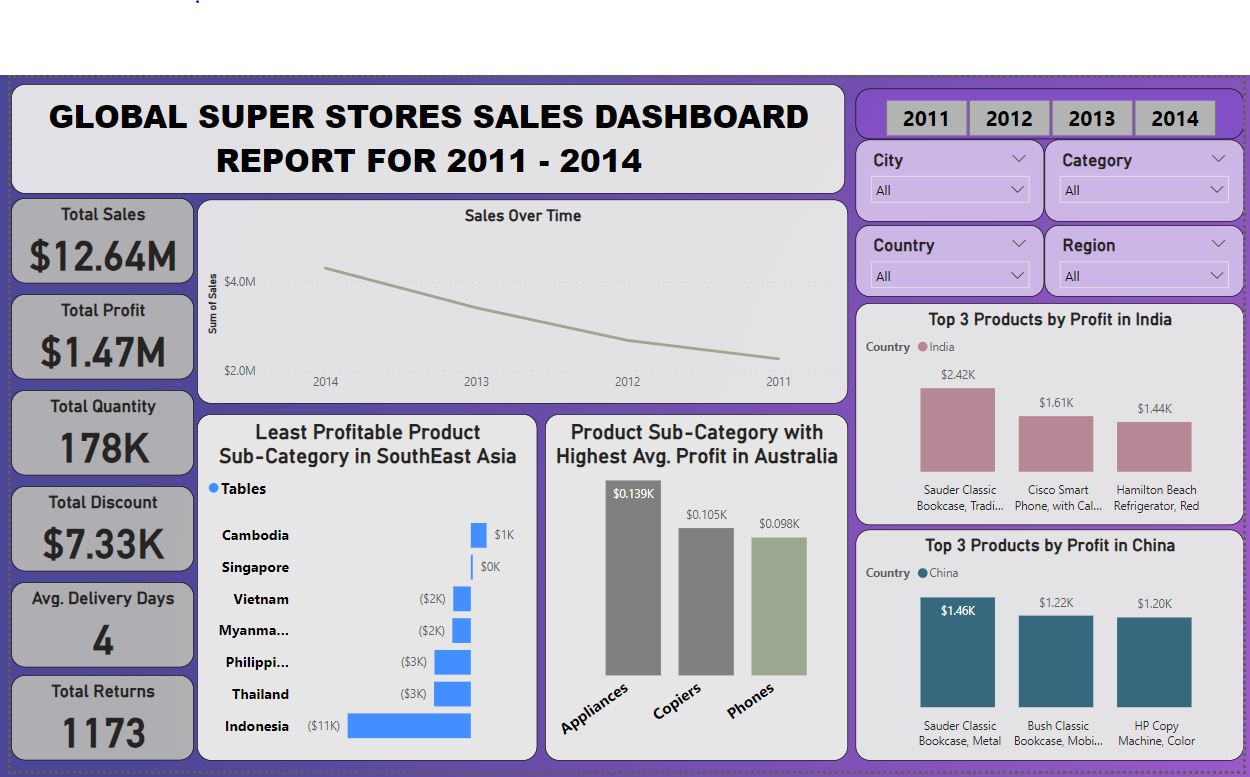 GLOBAL SUPER STORES SALES DASHBOARD
REPORT FOR 2011 - 2014
2011 2012 2013 2014
City
All
Category
All
Country
All
Region
All
Total Sales
$12.64M
Total Profit
$1.47M
Total Quantity
178K
Total Discount
$7.33K
Avg. Delivery Days
4
Total Returns
1173
Sales Over Time
Sum of Sales
$4.0M
$2.0M
2014 2013 2012 2011
Least Profitable Product
Sub-Category in SouthEast Asia
Tables
Cambodia $1K
Singapore $0K
Vietnam ($2K)
Myanma... ($2K)
Philippi... ($3K)
Thailand ($3K)
Indonesia ($11K)
Product Sub-Category with
Highest Avg. Profit in Australia
$0.139K
$0.105K
$0.098K
Appliances
Copiers
Phones
Top 3 Products by Profit in India
Country India
$2.42K
$1.61K
$1.44K
Sauder Classic
Bookcase, Tradi...
Cisco Smart
Phone, with Cal...
Hamilton Beach
Refrigerator, Red
Top 3 Products by Profit in China
Country China
$1.46K
$1.22K
$1.20K
Sauder Classic
Bookcase, Metal
Bush Classic
Bookcase, Mobi...
HP Copy
Machine, Color